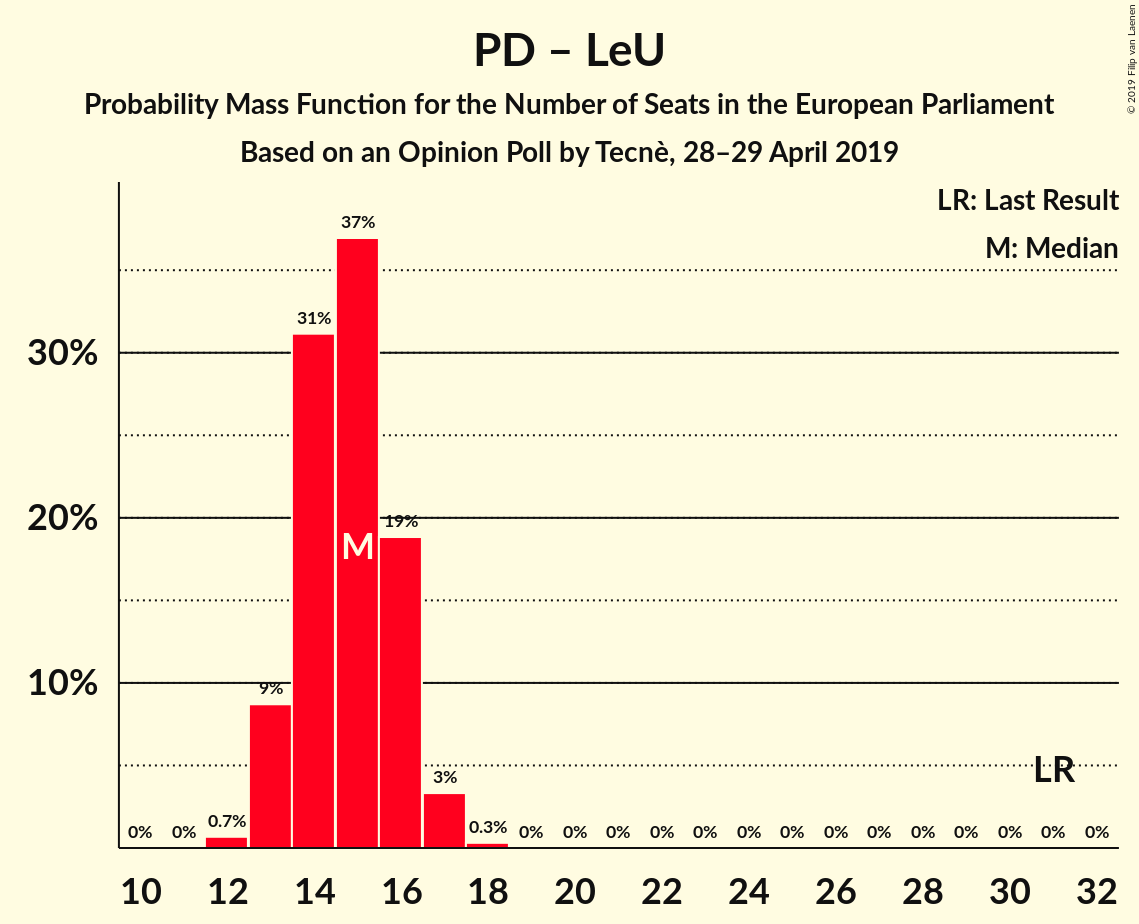 PD – LeU
Probability Mass Function for the Number of Seats in the European Parliament
Based on an Opinion Poll by Tecnè, 28–29 April 2019
© 2019 Filip van Laenen
LR: Last Result
M: Median
37%
31%
30%
20%
19%
M
10%
9%
3%
LR
0% 0% 0.7% 0.3% 0% 0% 0% 0% 0% 0% 0% 0% 0% 0% 0% 0% 0% 0%
10 12 14 16 18 20 22 24 26 28 30 32